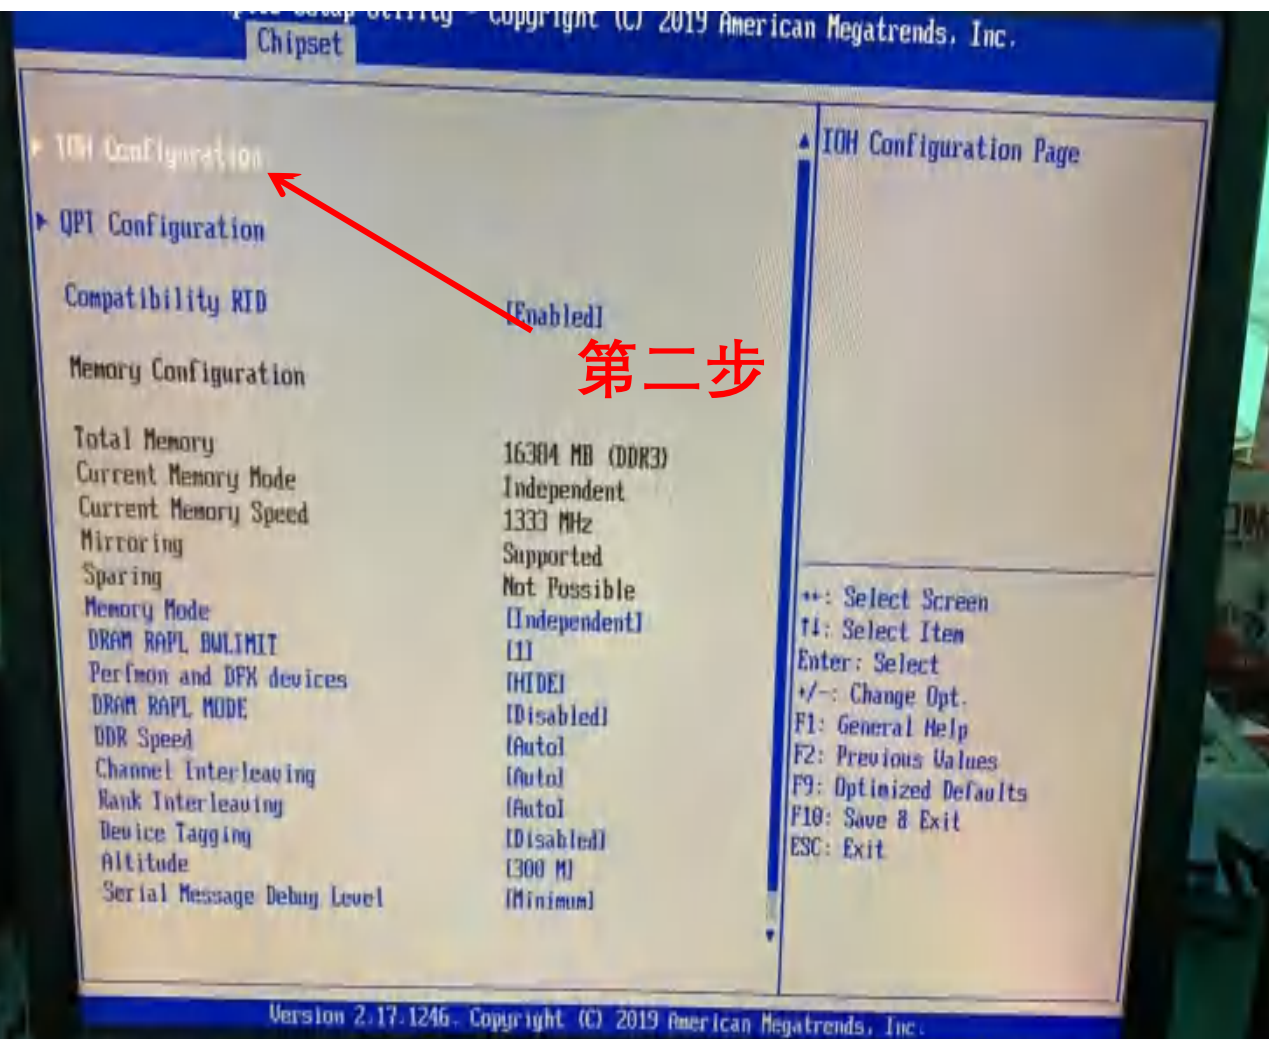 Setup Utility - Copyright (C) 2019 American Megatrends, Inc.
Chipset
IOH Configuration
QPI Configuration
Compatibility RID [Enabled]
Memory Configuration
Total Memory 16384 MB (DDR3)
Current Memory Mode Independent
Current Memory Speed 1333 MHz
Mirroring Supported
Sparing Not Possible
Memory Mode [Independent]
DRAM RAPL BWLIMIT [1]
Perfmon and DFX devices [HIDE]
DRAM RAPL MODE [Disabled]
DDR Speed [Auto]
Channel Interleaving [Auto]
Rank Interleaving [Auto]
Device Tagging [Disabled]
Altitude [300 M]
Serial Message Debug Level [Minimum]
第二步
IOH Configuration Page
↔: Select Screen
↑↓: Select Item
Enter: Select
+/-: Change Opt.
F1: General Help
F2: Previous Values
F9: Optimized Defaults
F10: Save & Exit
ESC: Exit
Version 2.17.1246. Copyright (C) 2019 American Megatrends, Inc.